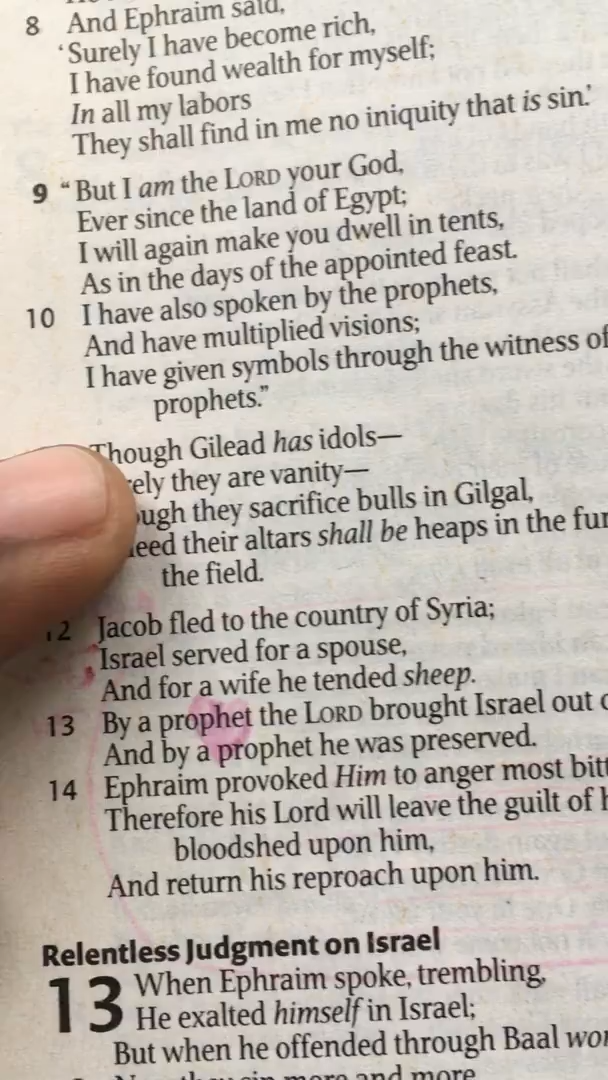 8 And Ephraim said,
‘Surely I have become rich,
I have found wealth for myself;
In all my labors
They shall find in me no iniquity that is sin.’
9 “But I am the LORD your God,
Ever since the land of Egypt;
I will again make you dwell in tents,
As in the days of the appointed feast.
10 I have also spoken by the prophets,
And have multiplied visions;
I have given symbols through the witness of
prophets.”
Though Gilead has idols—
they are vanity—
they sacrifice bulls in Gilgal,
their altars shall be heaps in the
the field.
12 Jacob fled to the country of Syria;
Israel served for a spouse,
And for a wife he tended sheep.
13 By a prophet the LORD brought Israel out
And by a prophet he was preserved.
14 Ephraim provoked Him to anger most
Therefore his Lord will leave the guilt of
bloodshed upon him,
And return his reproach upon him.
Relentless Judgment on Israel
13 When Ephraim spoke, trembling,
He exalted himself in Israel;
But when he offended through Baal
sin more and more